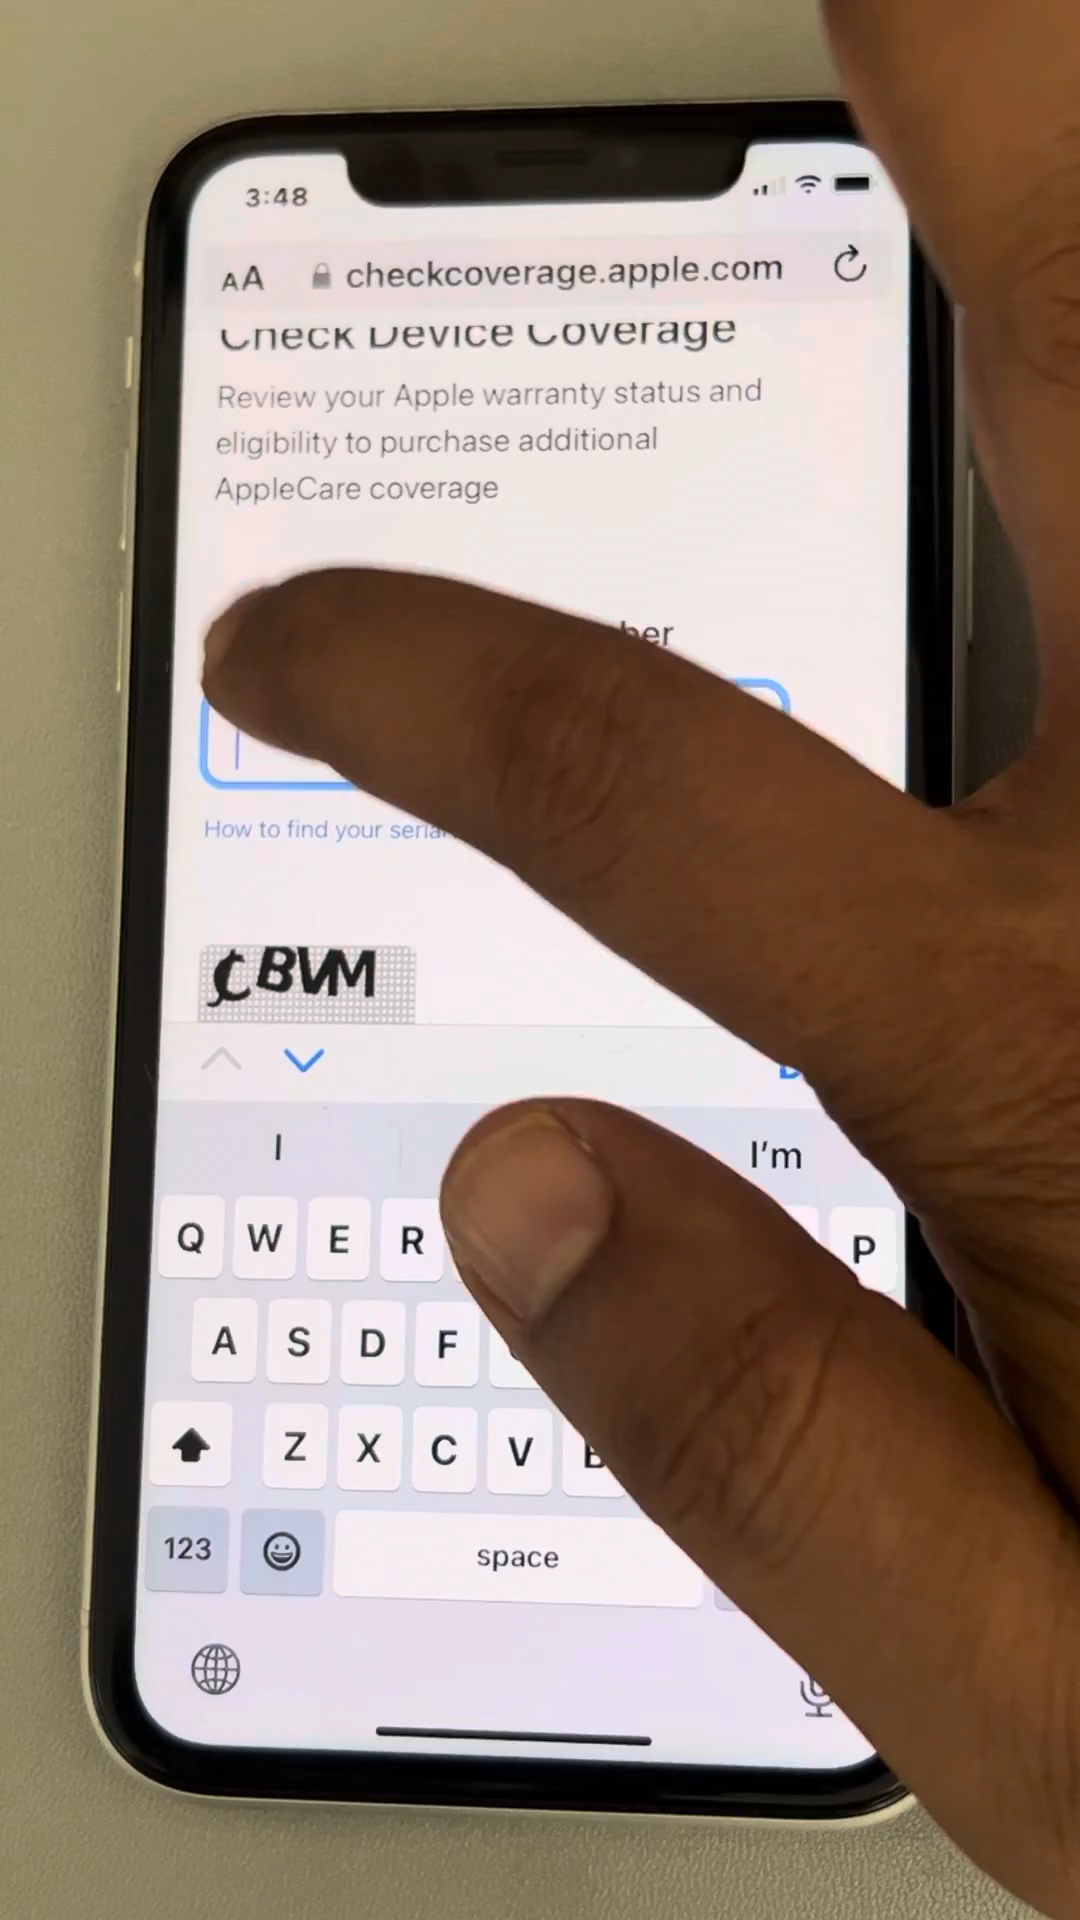 3:48
AA checkcoverage.apple.com
Check Device Coverage
Review your Apple warranty status and
eligibility to purchase additional
AppleCare coverage
How to find your
I I'm
Q W E R P
A S D F
Z X C V B
123 space